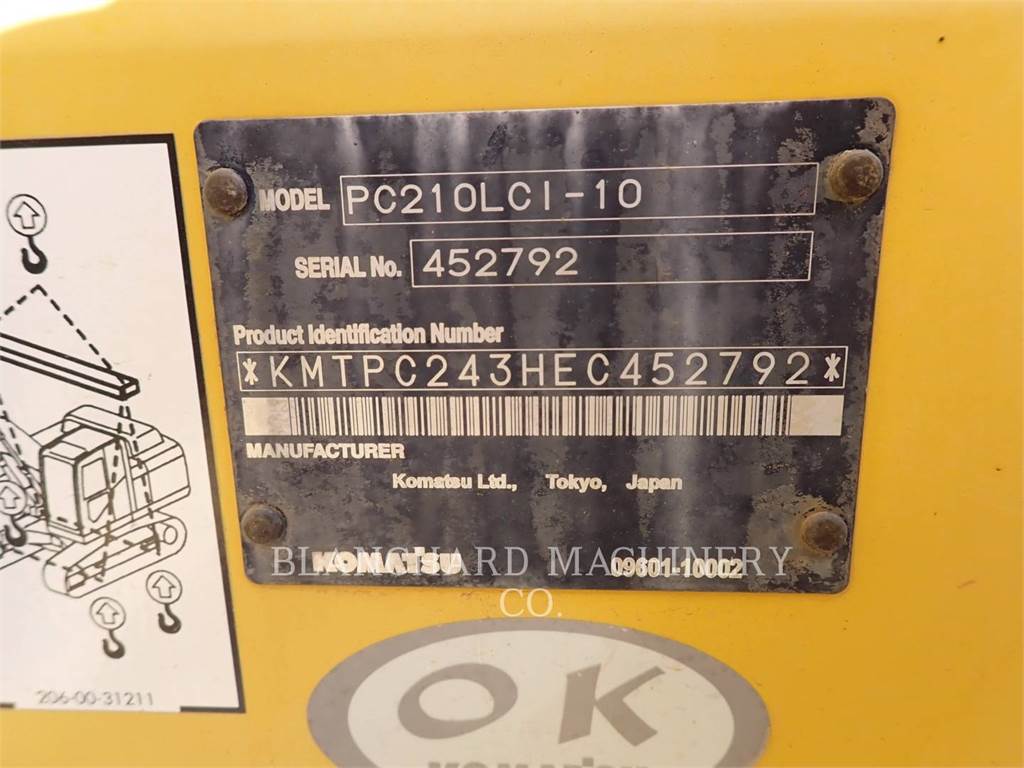 MODEL PC210LCI-10
SERIAL No. 452792
Product Identification Number
*KMTPC243HEC452792*
MANUFACTURER
Komatsu Ltd., Tokyo, Japan
KOMATSU 09601-10002
BLANCHARD MACHINERY
CO.
206-00-31211
OK
KOMATSU